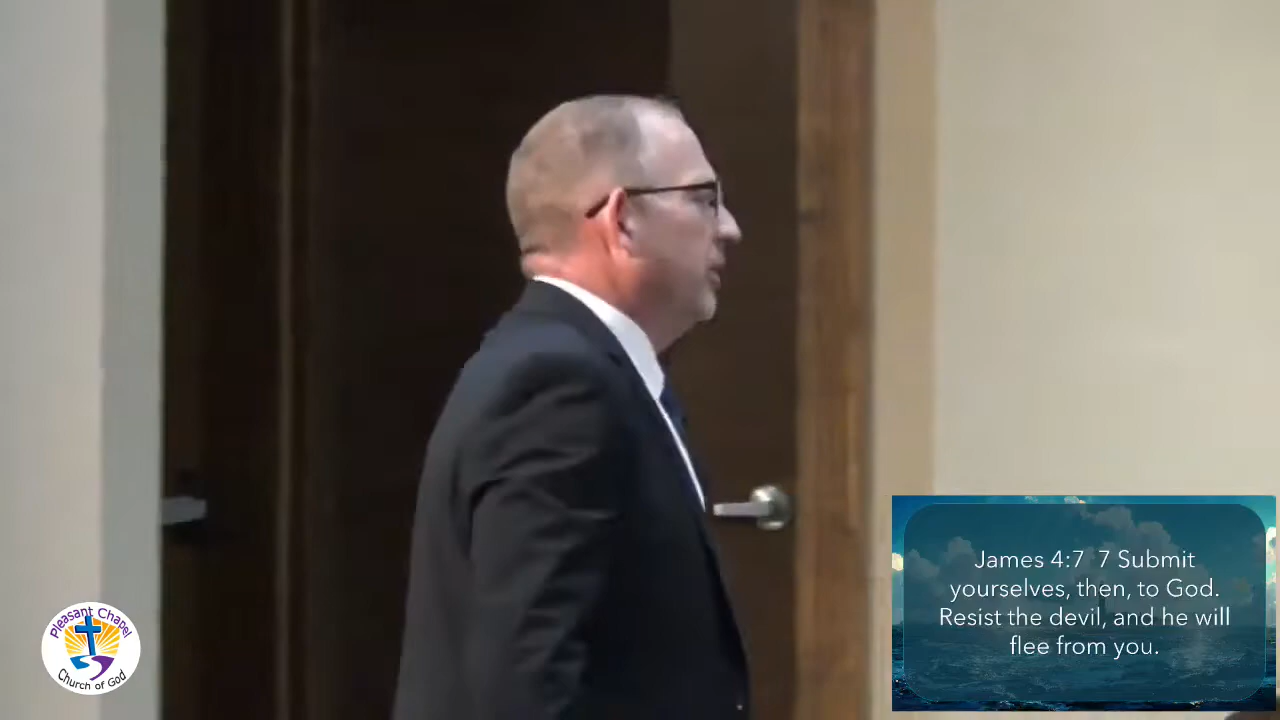 Pleasant Chapel
Church of God
James 4:7  7 Submit
yourselves, then, to God.
Resist the devil, and he will
flee from you.